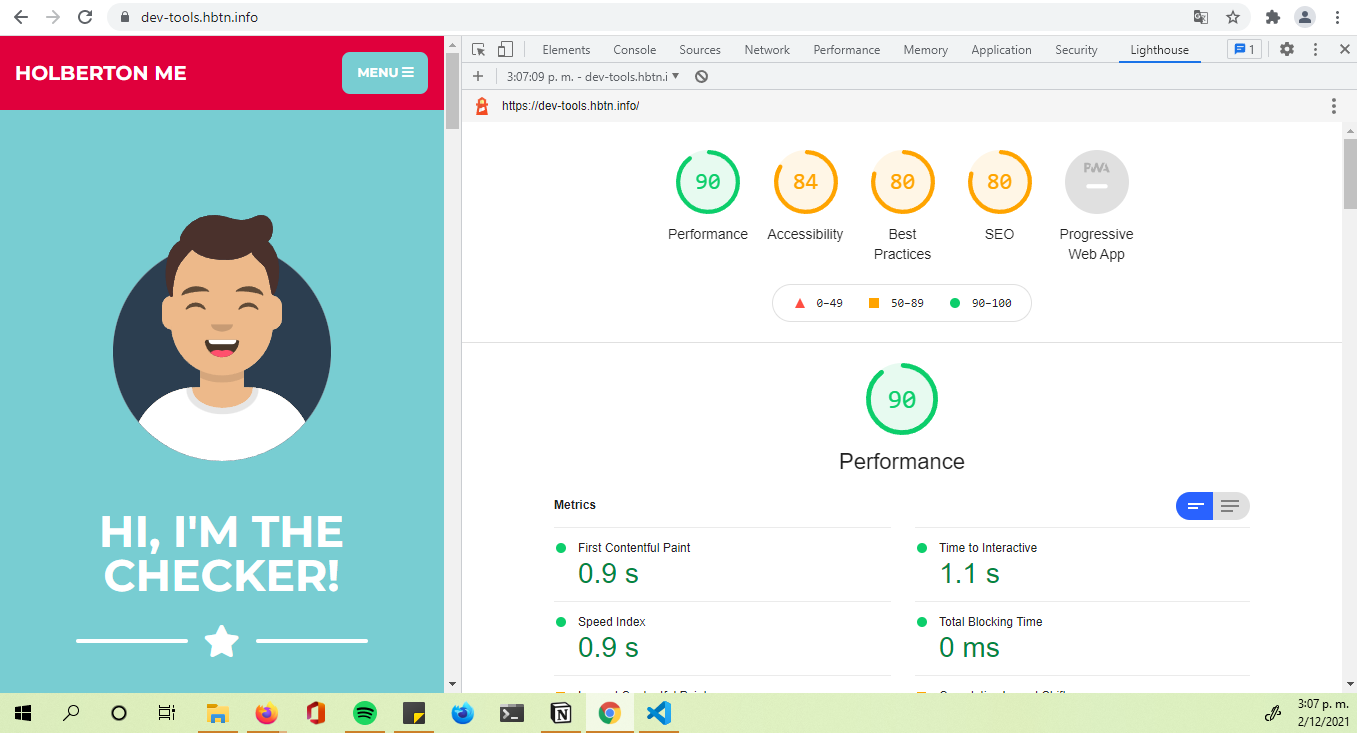 dev-tools.hbtn.info
HOLBERTON ME
MENU
HI, I'M THE
CHECKER!
Elements Console Sources Network Performance Memory Application Security Lighthouse 1
3:07:09 p. m. - dev-tools.hbtn.i
https://dev-tools.hbtn.info/
90 84 80 80 PWA
Performance Accessibility Best Practices SEO Progressive Web App
0–49 50–89 90–100
90
Performance
Metrics
First Contentful Paint
0.9 s
Time to Interactive
1.1 s
Speed Index
0.9 s
Total Blocking Time
0 ms
3:07 p. m.
2/12/2021